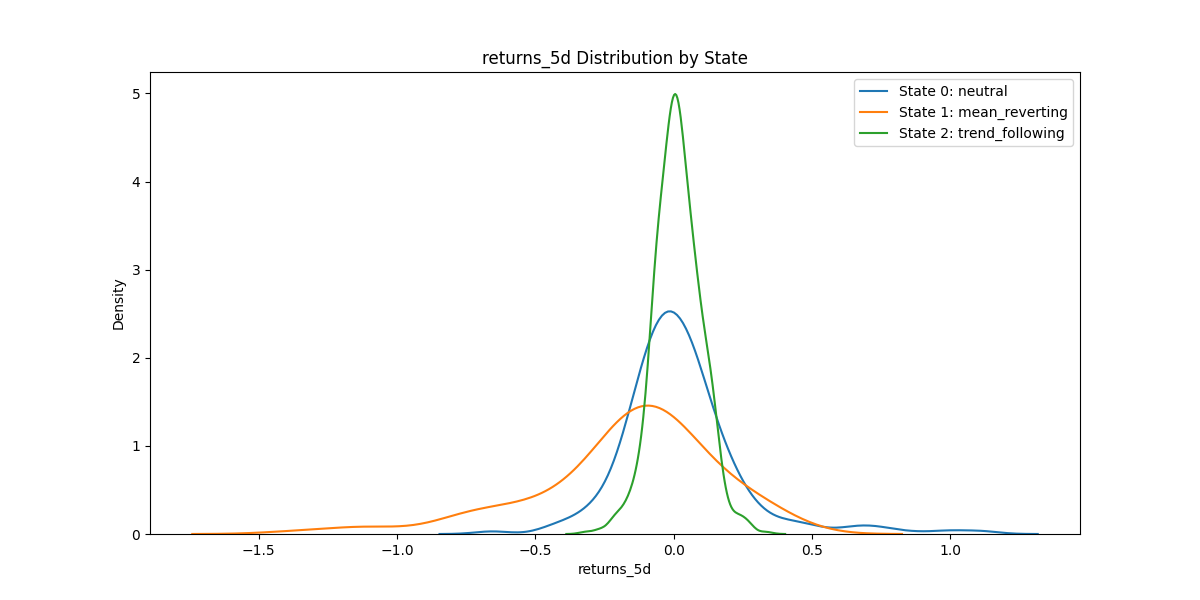 returns_5d Distribution by State
State 0: neutral
State 1: mean_reverting
State 2: trend_following
Density
5
4
3
2
1
0
−1.5 −1.0 −0.5 0.0 0.5 1.0
returns_5d